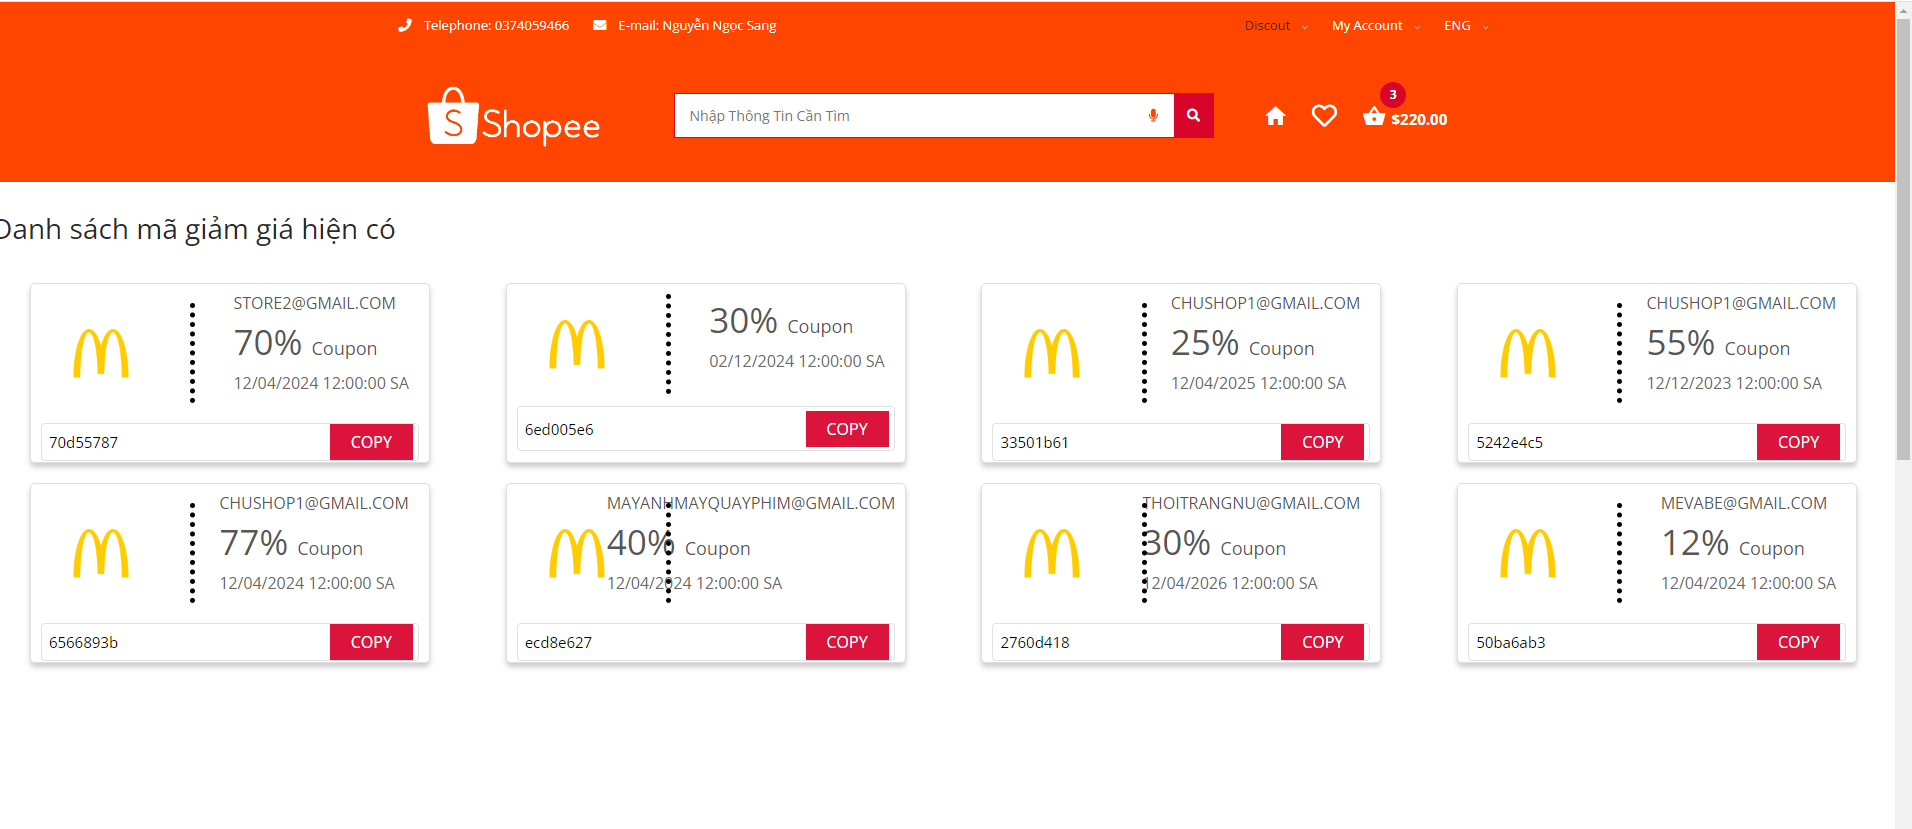 Telephone: 0374059466 E-mail: Nguyễn Ngọc Sang Discout My Account ENG
3
S Shopee Nhập Thông Tin Cần Tìm $220.00
Danh sách mã giảm giá hiện có
STORE2@GMAIL.COM
70% Coupon
12/04/2024 12:00:00 SA
70d55787 COPY
30% Coupon
02/12/2024 12:00:00 SA
6ed005e6 COPY
CHUSHOP1@GMAIL.COM
25% Coupon
12/04/2025 12:00:00 SA
33501b61 COPY
CHUSHOP1@GMAIL.COM
55% Coupon
12/12/2023 12:00:00 SA
5242e4c5 COPY
CHUSHOP1@GMAIL.COM
77% Coupon
12/04/2024 12:00:00 SA
6566893b COPY
MAYANHMAYQUAYPHIM@GMAIL.COM
40% Coupon
12/04/2024 12:00:00 SA
ecd8e627 COPY
THOITRANGNU@GMAIL.COM
30% Coupon
12/04/2026 12:00:00 SA
2760d418 COPY
MEVABE@GMAIL.COM
12% Coupon
12/04/2024 12:00:00 SA
50ba6ab3 COPY